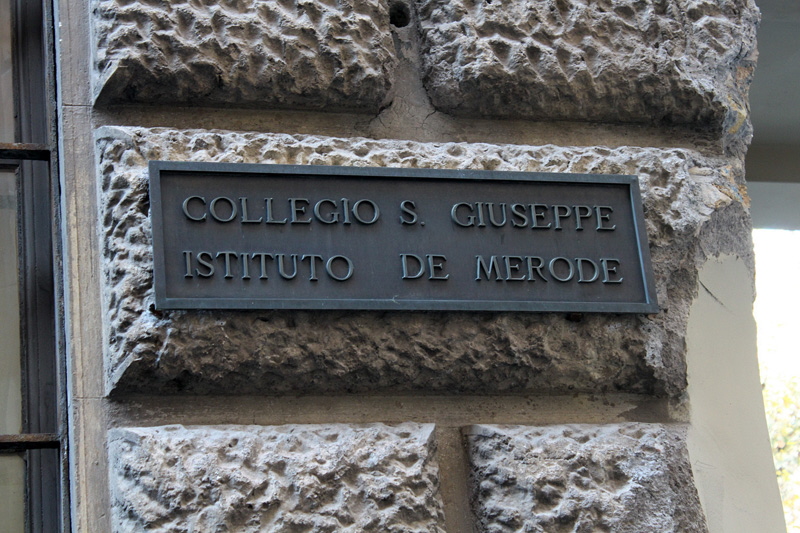 COLLEGIO S. GIUSEPPE
ISTITUTO DE MERODE